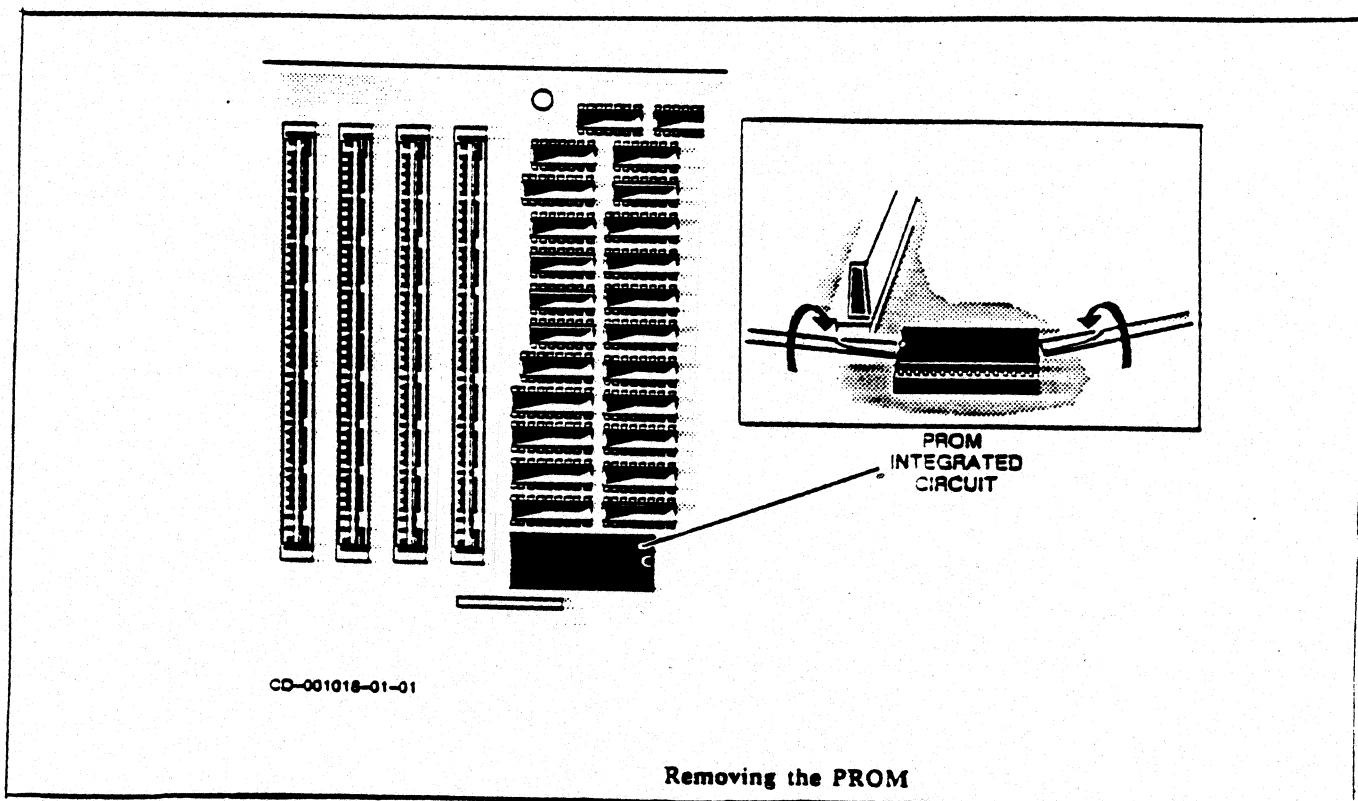 PROM
INTEGRATED
CIRCUIT
CD-001018-01-01
Removing the PROM